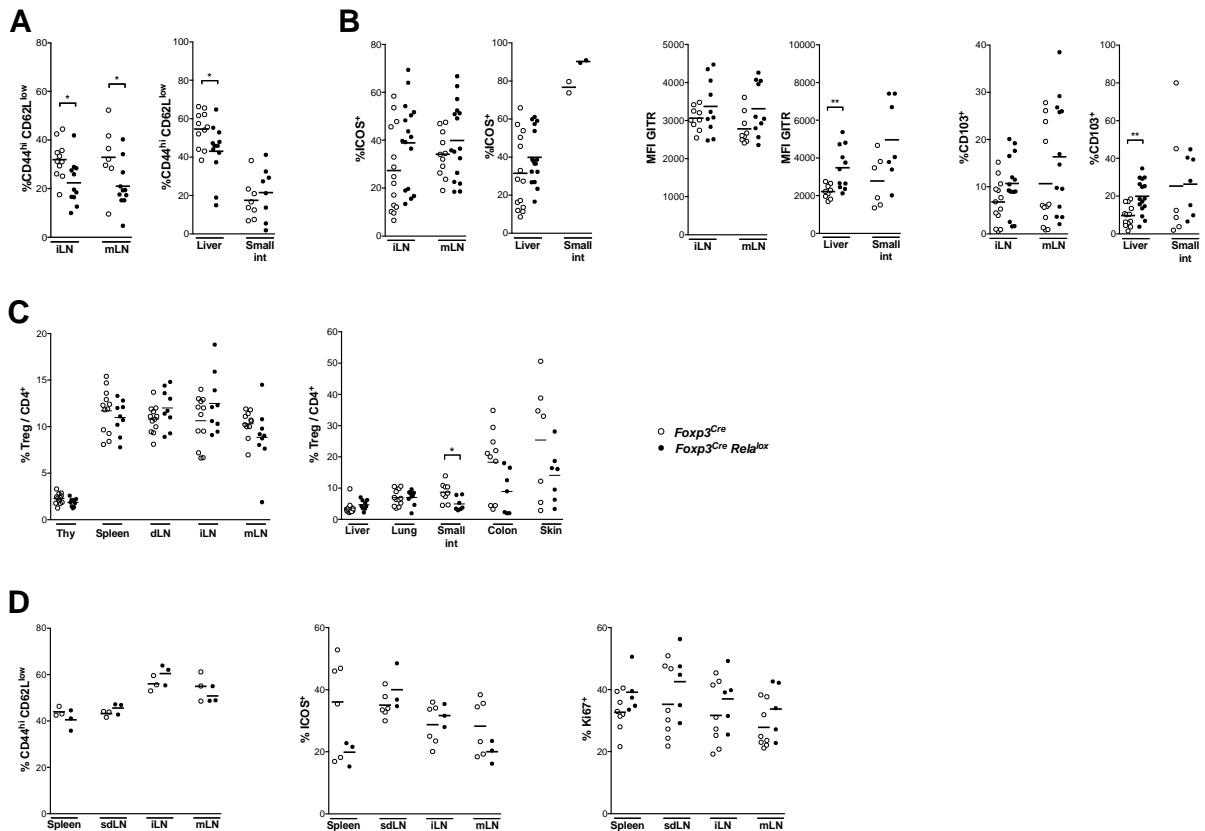 A
%CD44hi CD62Llow
80
60
40
20
0
*
*
iLN
mLN
%CD44hi CD62Llow
100
80
60
40
20
0
*
Liver
Small
int
B
%ICOS+
80
60
40
20
0
iLN
mLN
%ICOS+
100
80
60
40
20
0
Liver
Small
int
MFI GITR
5000
4000
3000
2000
1000
0
iLN
mLN
MFI GITR
10000
8000
6000
4000
2000
0
**
Liver
Small
int
%CD103+
40
30
20
10
0
iLN
mLN
%CD103+
100
80
60
40
20
0
**
Liver
Small
int
C
% Treg / CD4+
20
15
10
5
0
Thy
Spleen
dLN
iLN
mLN
% Treg / CD4+
60
50
40
30
20
10
0
*
Liver
Lung
Small
int
Colon
Skin
Foxp3Cre
Foxp3Cre Relalox
D
% CD44hi CD62Llow
80
60
40
20
0
Spleen
sdLN
iLN
mLN
% ICOS+
60
40
20
0
Spleen
sdLN
iLN
mLN
% Ki67+
60
40
20
0
Spleen
sdLN
iLN
mLN